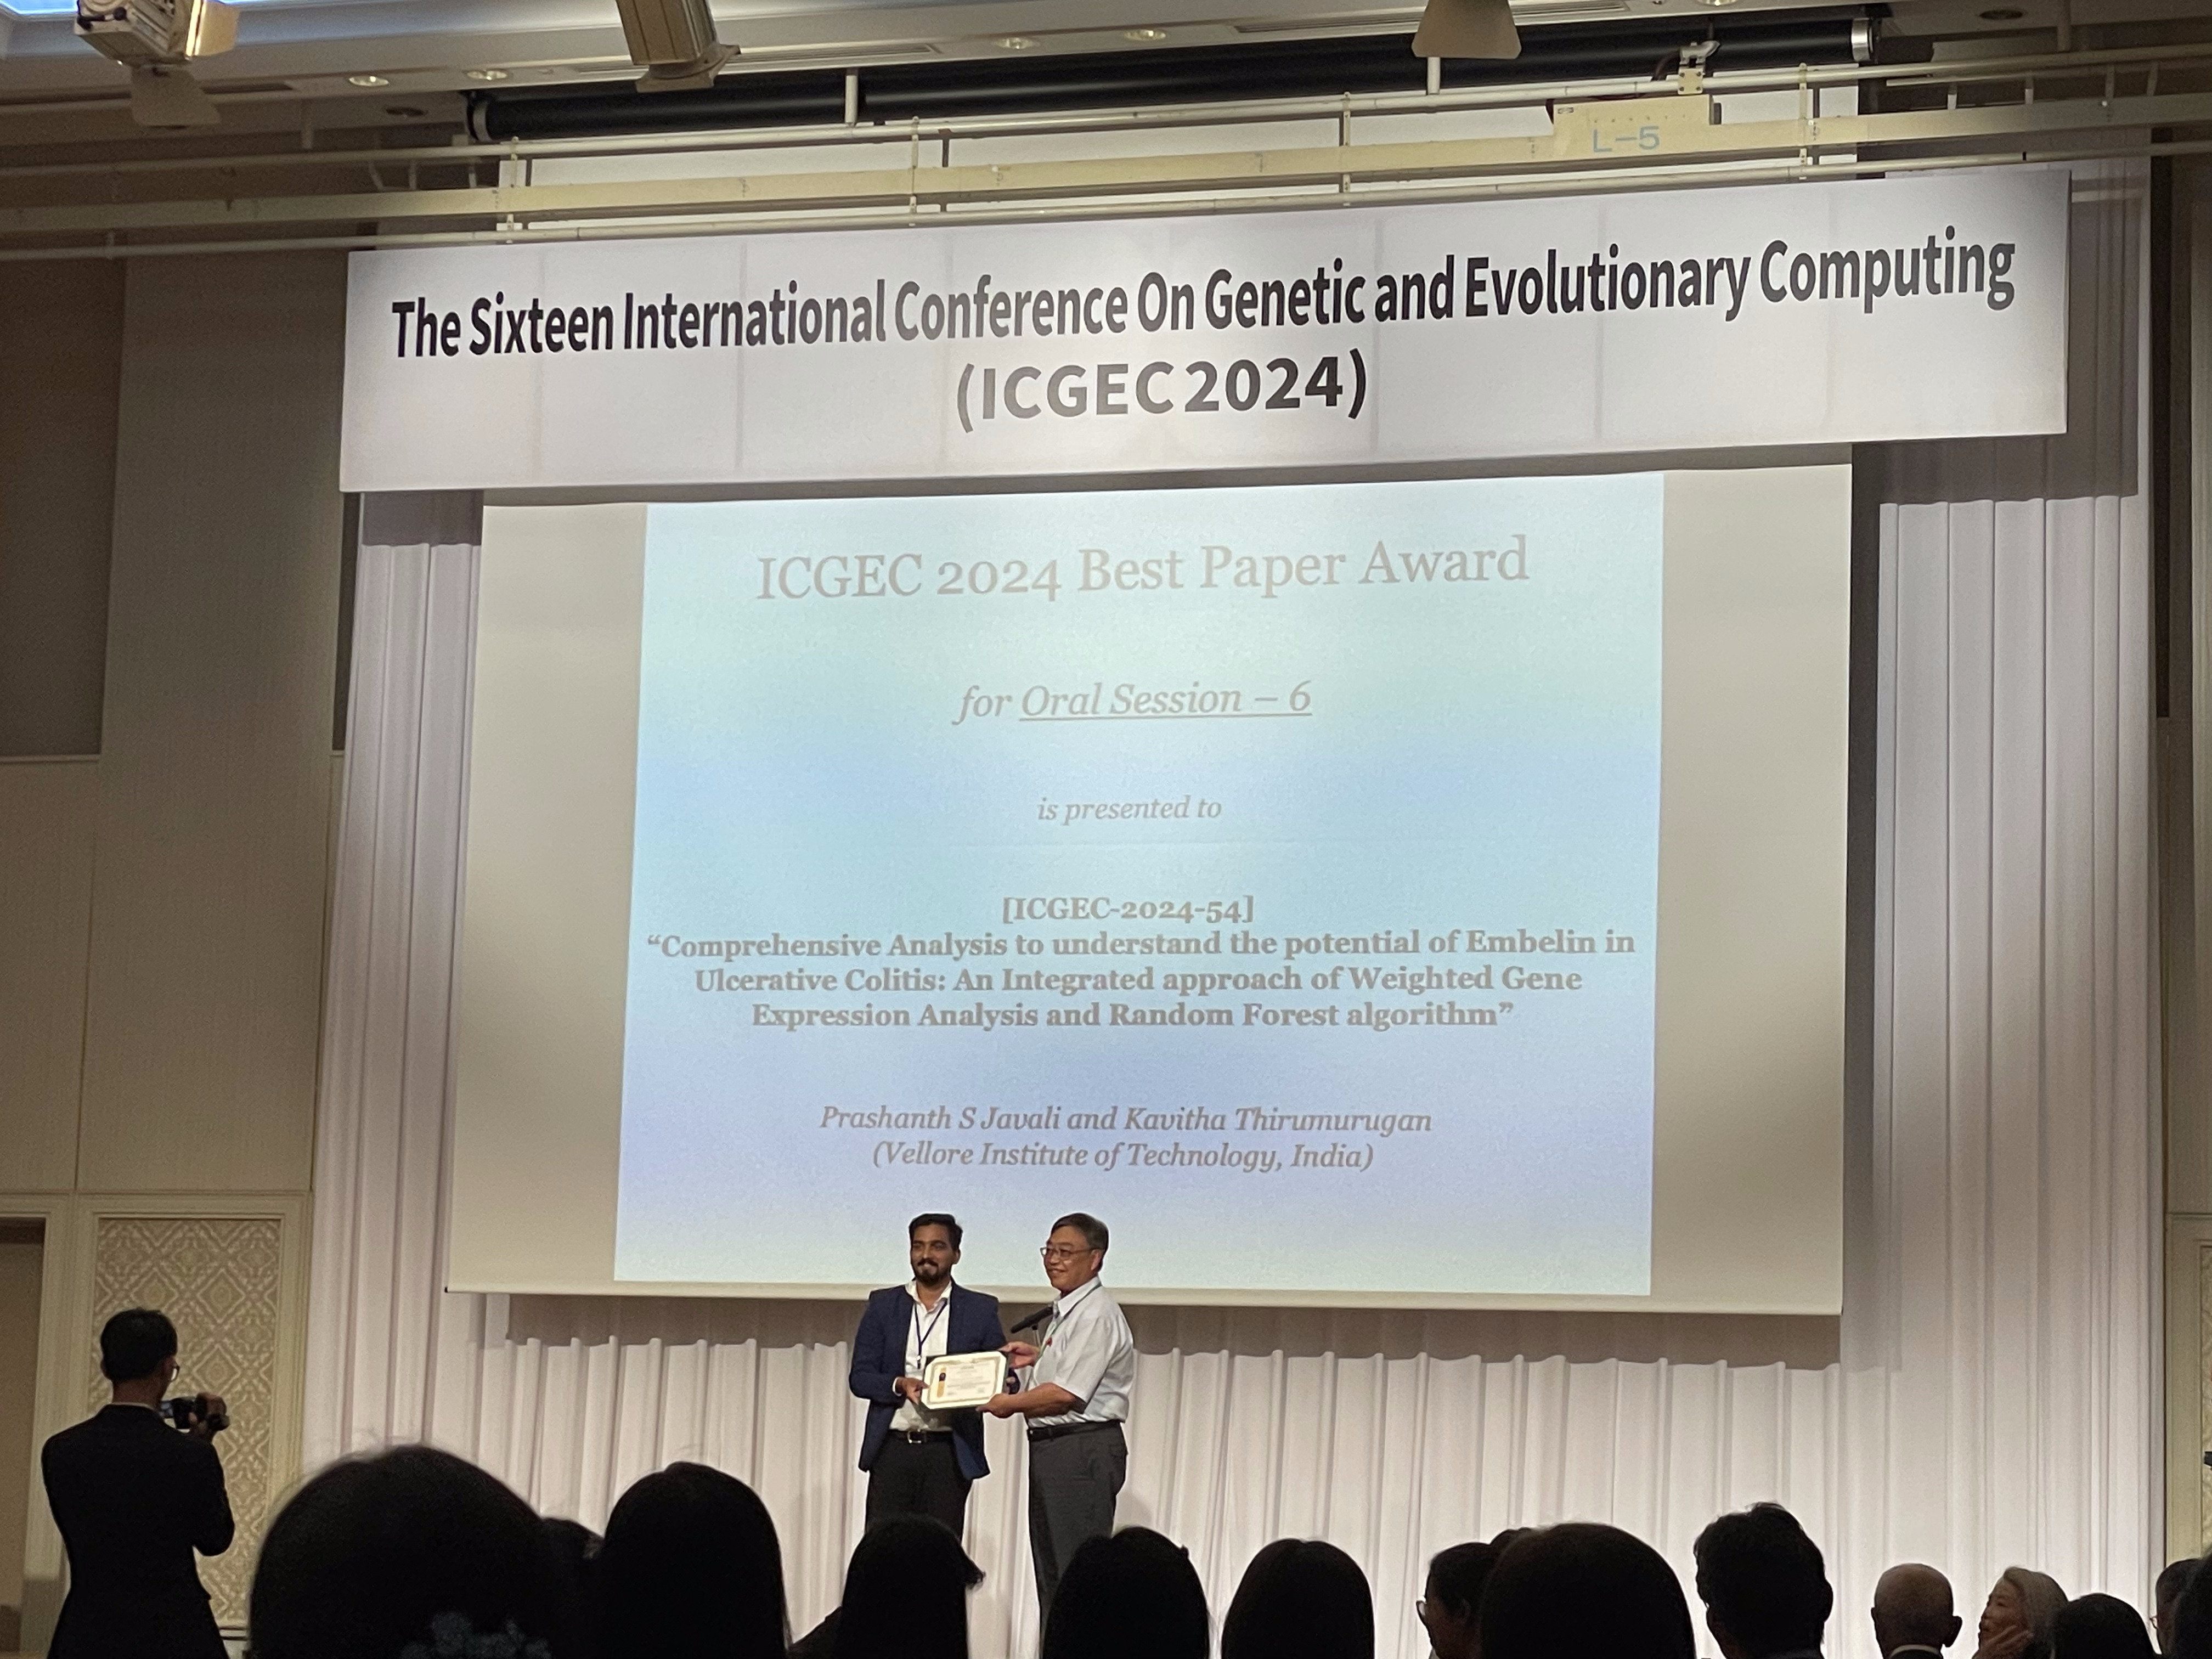 L-5
The Sixteen International Conference On Genetic and Evolutionary Computing
(ICGEC2024)
ICGEC 2024 Best Paper Award
for Oral Session – 6
is presented to
[ICGEC-2024-54]
“Comprehensive Analysis to understand the potential of Embelin in
Ulcerative Colitis: An Integrated approach of Weighted Gene
Expression Analysis and Random Forest algorithm”
Prashanth S Javali and Kavitha Thirumurugan
(Vellore Institute of Technology, India)